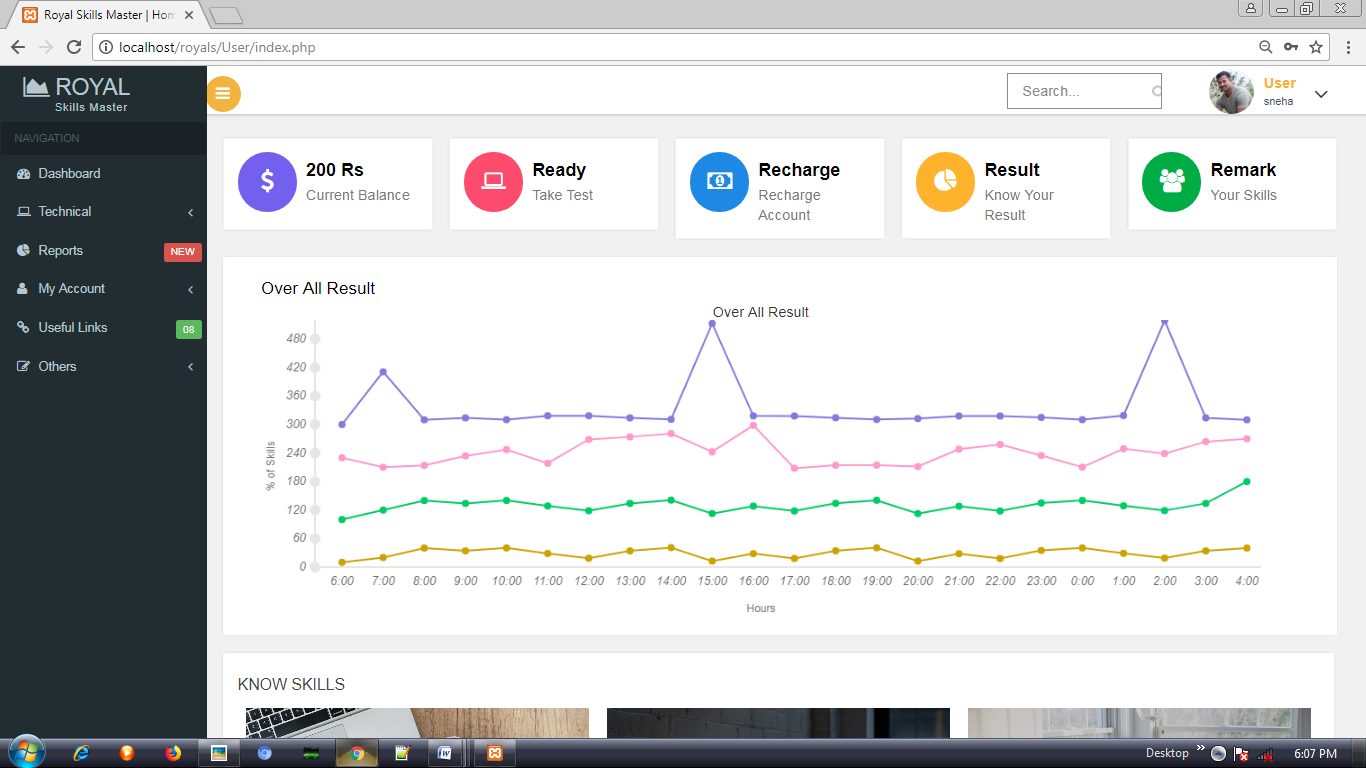 Royal Skills Master | Hom
localhost/royals/User/index.php
ROYAL
Skills Master
Search...
User
sneha
NAVIGATION
Dashboard
Technical
Reports NEW
My Account
Useful Links 08
Others
200 Rs
Current Balance
Ready
Take Test
Recharge
Recharge
Account
Result
Know Your
Result
Remark
Your Skills
Over All Result
Over All Result
% of Skills
480
420
360
300
240
180
120
60
0
6:00 7:00 8:00 9:00 10:00 11:00 12:00 13:00 14:00 15:00 16:00 17:00 18:00 19:00 20:00 21:00 22:00 23:00 0:00 1:00 2:00 3:00 4:00
Hours
KNOW SKILLS
Desktop
6:07 PM